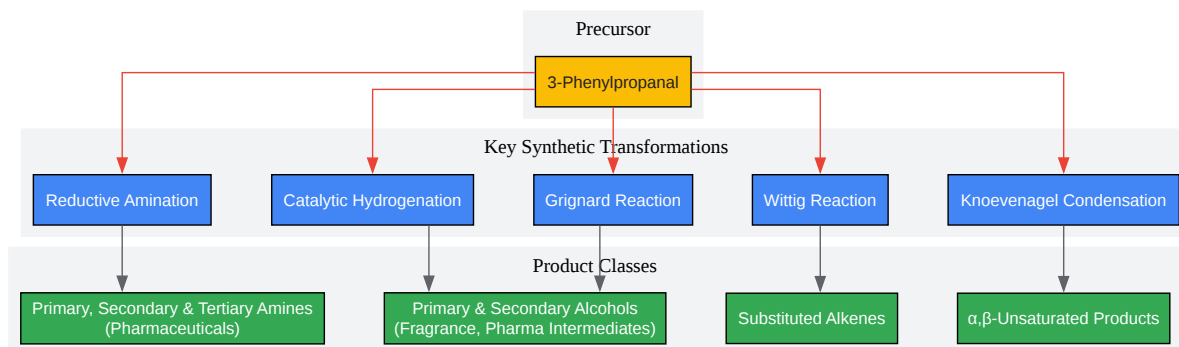 Precursor
3-Phenylpropanal
Key Synthetic Transformations
Reductive Amination
Catalytic Hydrogenation
Grignard Reaction
Wittig Reaction
Knoevenagel Condensation
Product Classes
Primary, Secondary & Tertiary Amines
(Pharmaceuticals)
Primary & Secondary Alcohols
(Fragrance, Pharma Intermediates)
Substituted Alkenes
α,β-Unsaturated Products